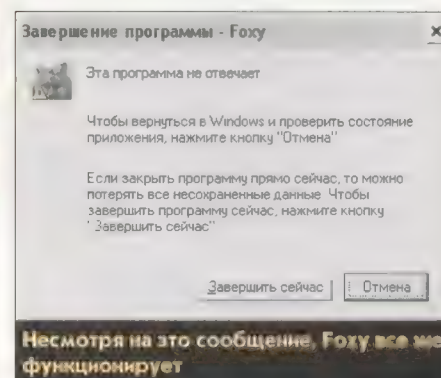 Завершение программы - Foxy
Эта программа не отвечает
Чтобы вернуться в Windows и проверить состояние
приложения, нажмите кнопку "Отмена"
Если закрыть программу прямо сейчас, то можно
потерять все несохраненные данные Чтобы
завершить программу сейчас, нажмите кнопку
"Завершить сейчас"
Завершить сейчас
Отмена
Несмотря на это сообщение, Foxy все же
функционирует